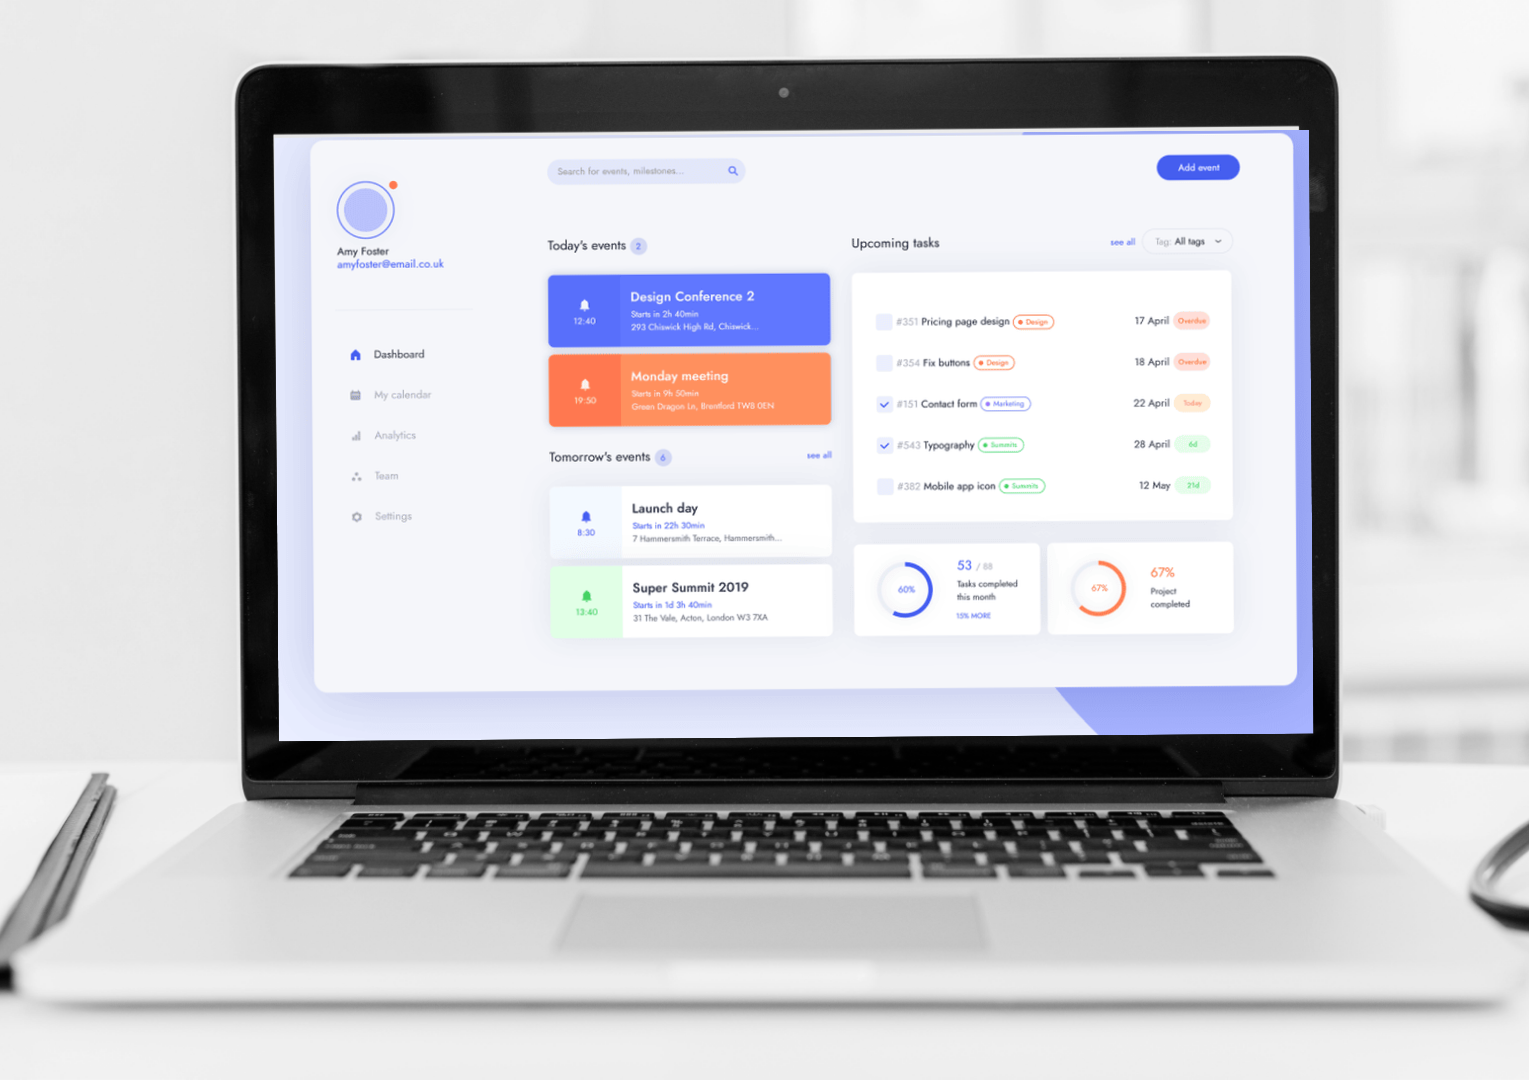 Search for events, milestones...
Add event
Amy Foster
amyfoster@email.co.uk
Dashboard
My calendar
Analytics
Team
Settings
Today's events 2
12:40
Design Conference 2
Starts in 2h 40min
293 Chiswick High Rd, Chiswick...
19:50
Monday meeting
Starts in 9h 50min
Green Dragon Ln, Brentford TW8 0EN
Tomorrow's events 6 see all
8:30
Launch day
Starts in 22h 30min
7 Hammersmith Terrace, Hammersmith...
13:40
Super Summit 2019
Starts in 1d 3h 40min
31 The Vale, Acton, London W3 7XA
Upcoming tasks see all Tag: All tags
#351 Pricing page design Design 17 April Overdue
#354 Fix buttons Design 18 April Overdue
#151 Contact form Marketing 22 April Today
#543 Typography Summits 28 April 6d
#382 Mobile app icon Summits 12 May 21d
60%
53 / 88
Tasks completed
this month
15% MORE
67%
67%
Project
completed